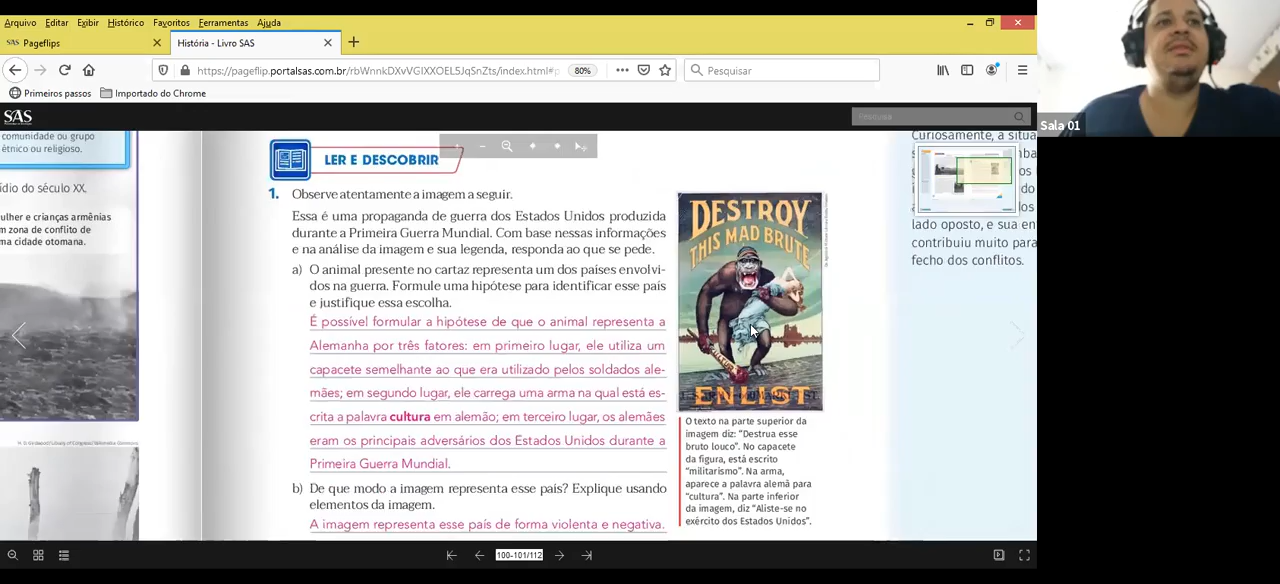 Arquivo Editar Exibir Histórico Favoritos Ferramentas Ajuda
SAS Pageflips
História - Livro SAS
https://pageflip.portalsas.com.br/rbWnnkDXvVGIXXOEL5JqSnZts/index.html#p
80%
Pesquisar
Primeiros passos Importado do Chrome
Sala 01
SAS
Pesquisa
comunidade ou grupo
étnico ou religioso.
ídio do século XX.
ulher e crianças armênias
m zona de conflito de
ma cidade otomana.
LER E DESCOBRIR
1. Observe atentamente a imagem a seguir.
Essa é uma propaganda de guerra dos Estados Unidos produzida
durante a Primeira Guerra Mundial. Com base nessas informações
e na análise da imagem e sua legenda, responda ao que se pede.
a) O animal presente no cartaz representa um dos países envolvi-
dos na guerra. Formule uma hipótese para identificar esse país
e justifique essa escolha.
É possível formular a hipótese de que o animal representa a
Alemanha por três fatores: em primeiro lugar, ele utiliza um
capacete semelhante ao que era utilizado pelos soldados ale-
mães; em segundo lugar, ele carrega uma arma na qual está es-
crita a palavra cultura em alemão; em terceiro lugar, os alemães
eram os principais adversários dos Estados Unidos durante a
Primeira Guerra Mundial.
b) De que modo a imagem representa esse país? Explique usando
elementos da imagem.
A imagem representa esse país de forma violenta e negativa.
DESTROY
THIS MAD BRUTE
ENLIST
O texto na parte superior da
imagem diz: “Destrua esse
bruto louco”. No capacete
da figura, está escrito
“militarismo”. Na arma,
aparece a palavra alemã para
“cultura”. Na parte inferior
da imagem, diz “Aliste-se no
exército dos Estados Unidos”.
Curiosamente, a situa
lado oposto, e sua en
contribuiu muito para
fecho dos conflitos.
100-101/112